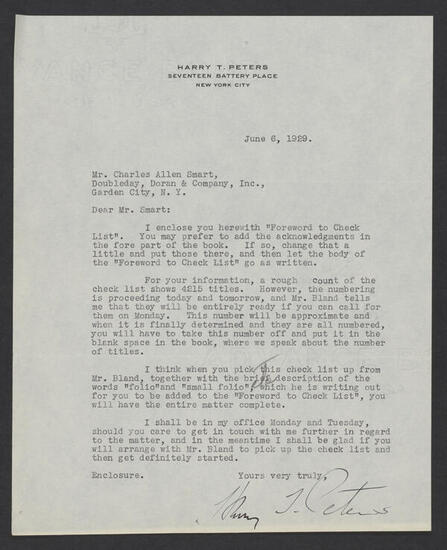 HARRY T. PETERS
SEVENTEEN BATTERY PLACE
NEW YORK CITY
June 6, 1929.
Mr. Charles Allen Smart,
Doubleday, Doran & Company, Inc.,
Garden City, N. Y.
Dear Mr. Smart:
I enclose you herewith "Foreword to Check
List". You may prefer to add the acknowledgments in
the fore part of the book. If so, change that a
little and put those there, and then let the body
of the "Foreword to Check List" go as written.
For your information, a rough count of the
check list shows 4215 titles. However, the numbering
is proceeding today and tomorrow, and Mr. Bland tells
me that they will be entirely ready if you can call for
them on Monday. This number will be approximate and
when it is finally determined and they are all numbered,
you will have to take this number off and put it in the
blank space in the book, where we speak about the number
of titles.
I think when you pick this check list up from
Mr. Bland, together with the brief description of the
words "folio" and "small folio", which he is writing out
for you to be added to the "Foreword to Check List", you
will have the entire matter complete.
I shall be in my office Monday and Tuesday,
should you care to get in touch with me further in regard
to the matter, and in the meantime I shall be glad if you
will arrange with Mr. Bland to pick up the check list and
then get definitely started.
Enclosure. Yours very truly,
Harry T. Peters